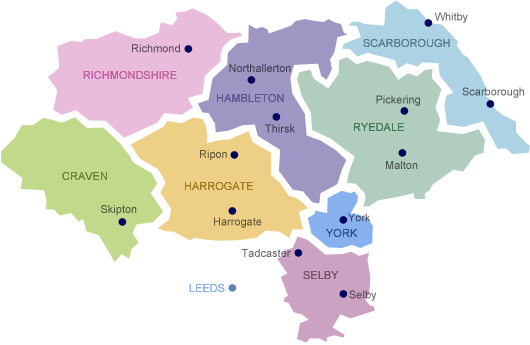 Whitby
SCARBOROUGH
Richmond
RICHMONDSHIRE
Northallerton
HAMBLETON
Scarborough
Pickering
Thirsk
RYEDALE
Ripon
Malton
CRAVEN
HARROGATE
Skipton
Harrogate
York
YORK
Tadcaster
SELBY
LEEDS
Selby